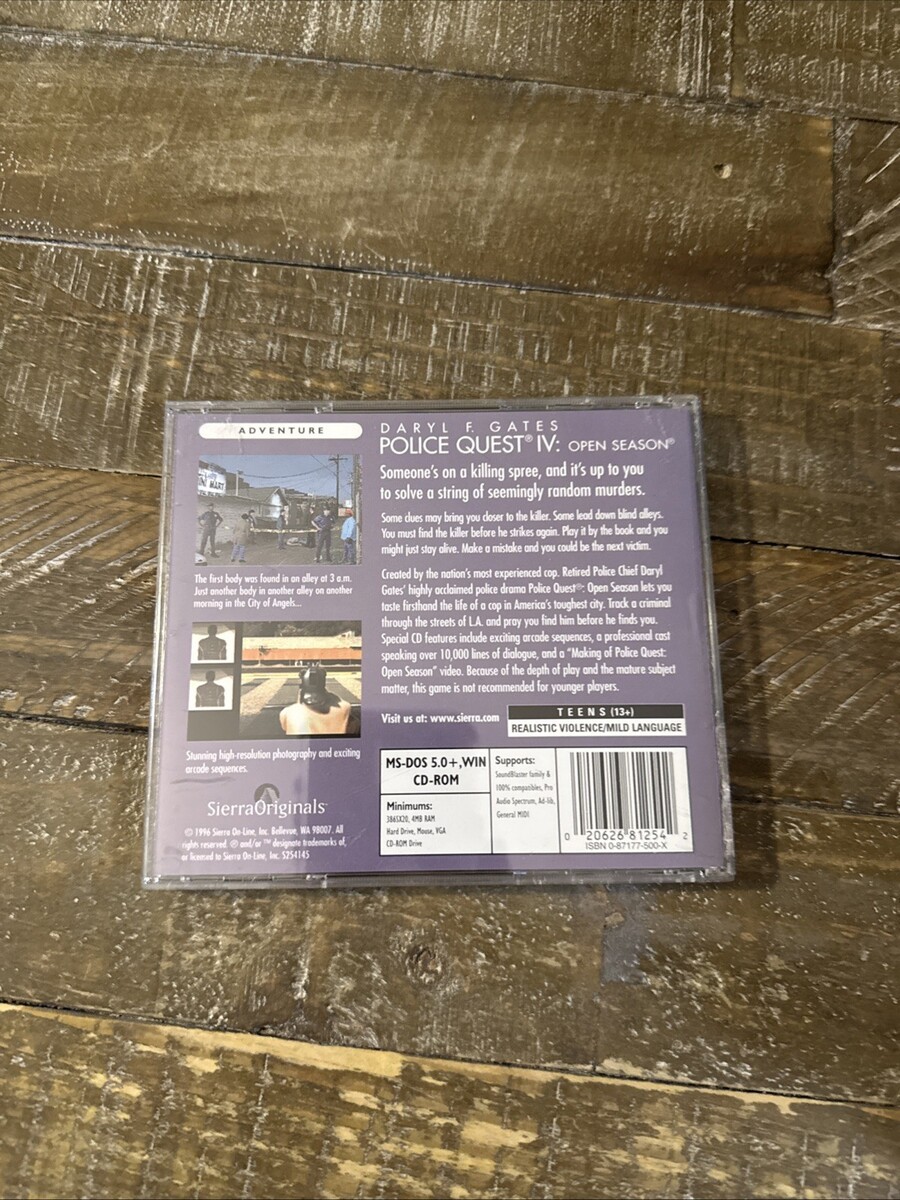 ADVENTURE
MART
The first body was found in an alley at 3 a.m.
Just another body in another alley on another
morning in the City of Angels...
Stunning high-resolution photography and exciting
arcade sequences.
SierraOriginals™
© 1996 Sierra On-Line, Inc. Bellevue, WA 98007. All
rights reserved. ® and/or ™ designate trademarks of,
or licensed to Sierra On-Line, Inc. S254145
DARYL F. GATES
POLICE QUEST® IV: OPEN SEASON®
Someone's on a killing spree, and it's up to you
to solve a string of seemingly random murders.
Some clues may bring you closer to the killer. Some lead down blind alleys.
You must find the killer before he strikes again. Play it by the book and you
might just stay alive. Make a mistake and you could be the next victim.
Created by the nation's most experienced cop. Retired Police Chief Daryl
Gates' highly acclaimed police drama Police Quest®: Open Season lets you
taste firsthand the life of a cop in America's toughest city. Track a criminal
through the streets of L.A. and pray you find him before he finds you.
Special CD features include exciting arcade sequences, a professional cast
speaking over 10,000 lines of dialogue, and a "Making of Police Quest:
Open Season" video. Because of the depth of play and the mature subject
matter, this game is not recommended for younger players.
Visit us at: www.sierra.com
TEENS (13+)
REALISTIC VIOLENCE/MILD LANGUAGE
MS-DOS 5.0+,WIN
CD-ROM
Minimums:
386SX20, 4MB RAM
Hard Drive, Mouse, VGA
CD-ROM Drive
Supports:
SoundBlaster family &
100% compatibles, Pro
Audio Spectrum, Ad-lib,
General MIDI
0 20626 81254 2
ISBN 0-87177-500-X